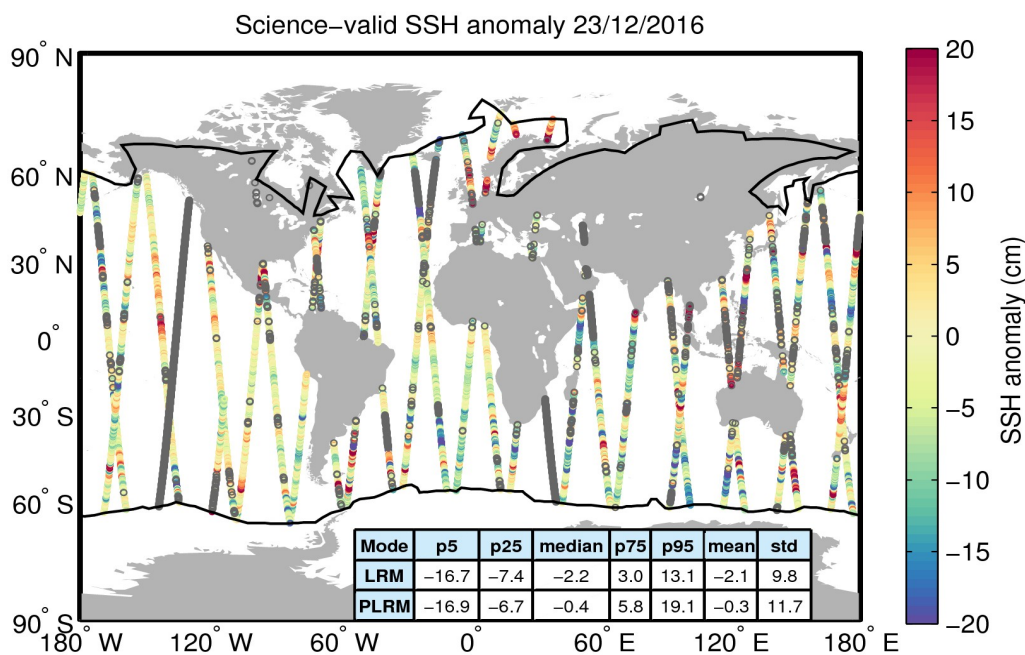 Science−valid SSH anomaly 23/12/2016
90° N
60° N
30° N
0°
30° S
60° S
90° S
180° W
120° W
60° W
0°
60° E
120° E
180° E
Mode p5 p25 median p75 p95 mean std
LRM −16.7 −7.4 −2.2 3.0 13.1 −2.1 9.8
PLRM −16.9 −6.7 −0.4 5.8 19.1 −0.3 11.7
20
15
10
5
0
−5
−10
−15
−20
SSH anomaly (cm)